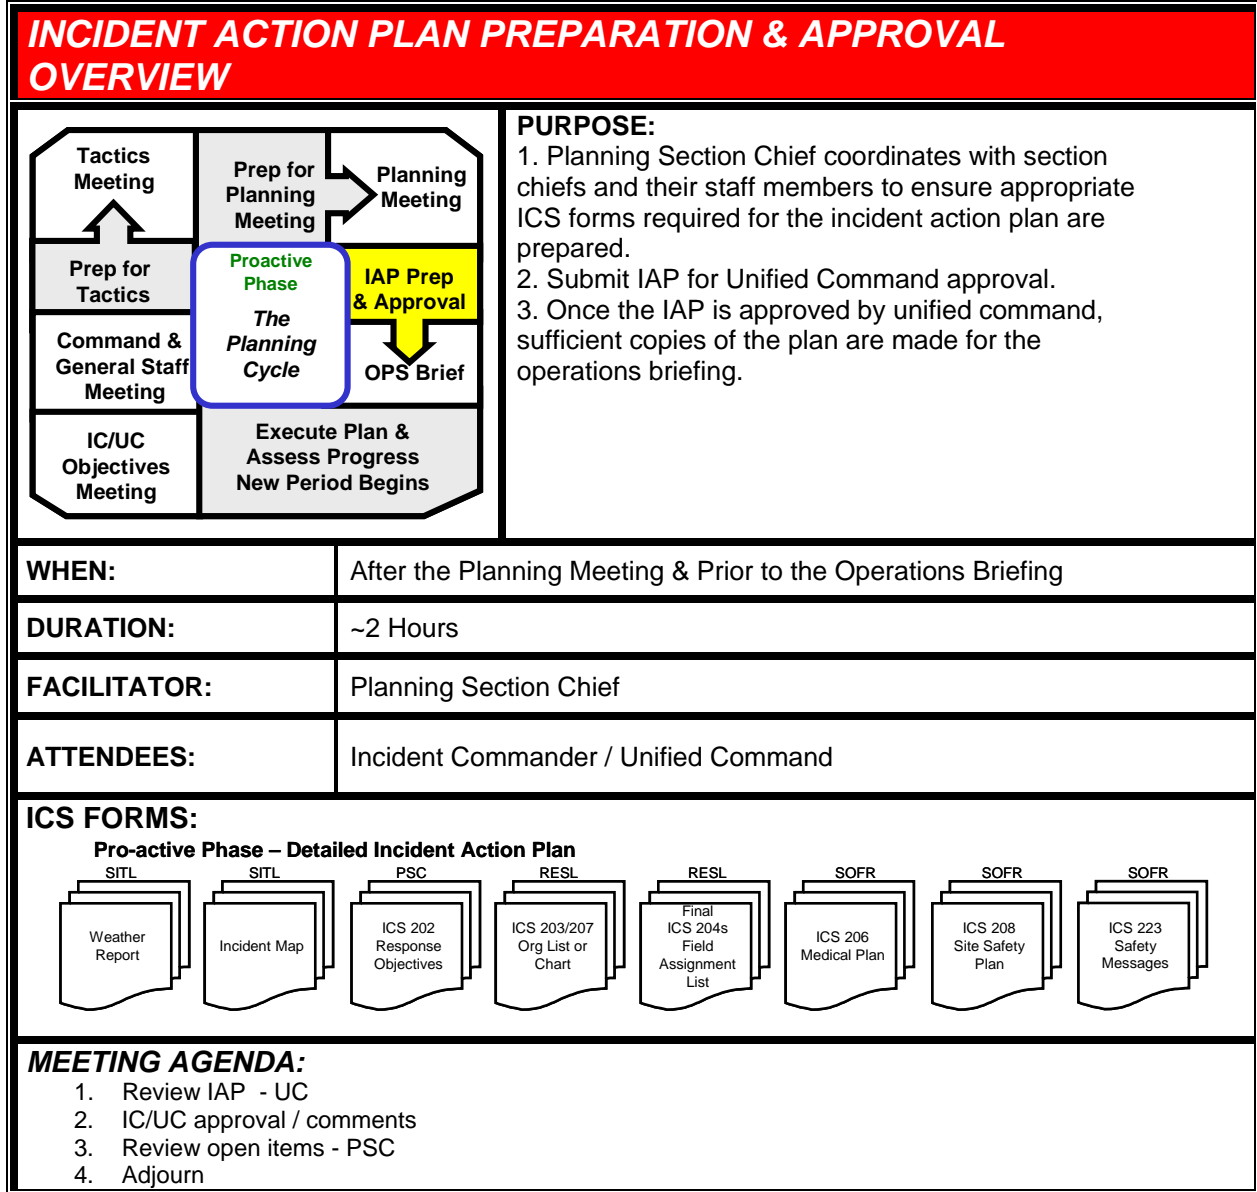 INCIDENT ACTION PLAN PREPARATION & APPROVAL
OVERVIEW
Tactics
Meeting
Prep for
Planning
Meeting
Planning
Meeting
Prep for
Tactics
Proactive
Phase
The
Planning
Cycle
IAP Prep
& Approval
Command &
General Staff
Meeting
OPS Brief
IC/UC
Objectives
Meeting
Execute Plan &
Assess Progress
New Period Begins
PURPOSE:
1. Planning Section Chief coordinates with section
chiefs and their staff members to ensure appropriate
ICS forms required for the incident action plan are
prepared.
2. Submit IAP for Unified Command approval.
3. Once the IAP is approved by unified command,
sufficient copies of the plan are made for the
operations briefing.
WHEN:
After the Planning Meeting & Prior to the Operations Briefing
DURATION:
~2 Hours
FACILITATOR:
Planning Section Chief
ATTENDEES:
Incident Commander / Unified Command
ICS FORMS:
Pro-active Phase – Detailed Incident Action Plan
SITL
Weather
Report
SITL
Incident Map
PSC
ICS 202
Response
Objectives
RESL
ICS 203/207
Org List or
Chart
RESL
Final
ICS 204s
Field
Assignment
List
SOFR
ICS 206
Medical Plan
SOFR
ICS 208
Site Safety
Plan
SOFR
ICS 223
Safety
Messages
MEETING AGENDA:
1. Review IAP - UC
2. IC/UC approval / comments
3. Review open items - PSC
4. Adjourn